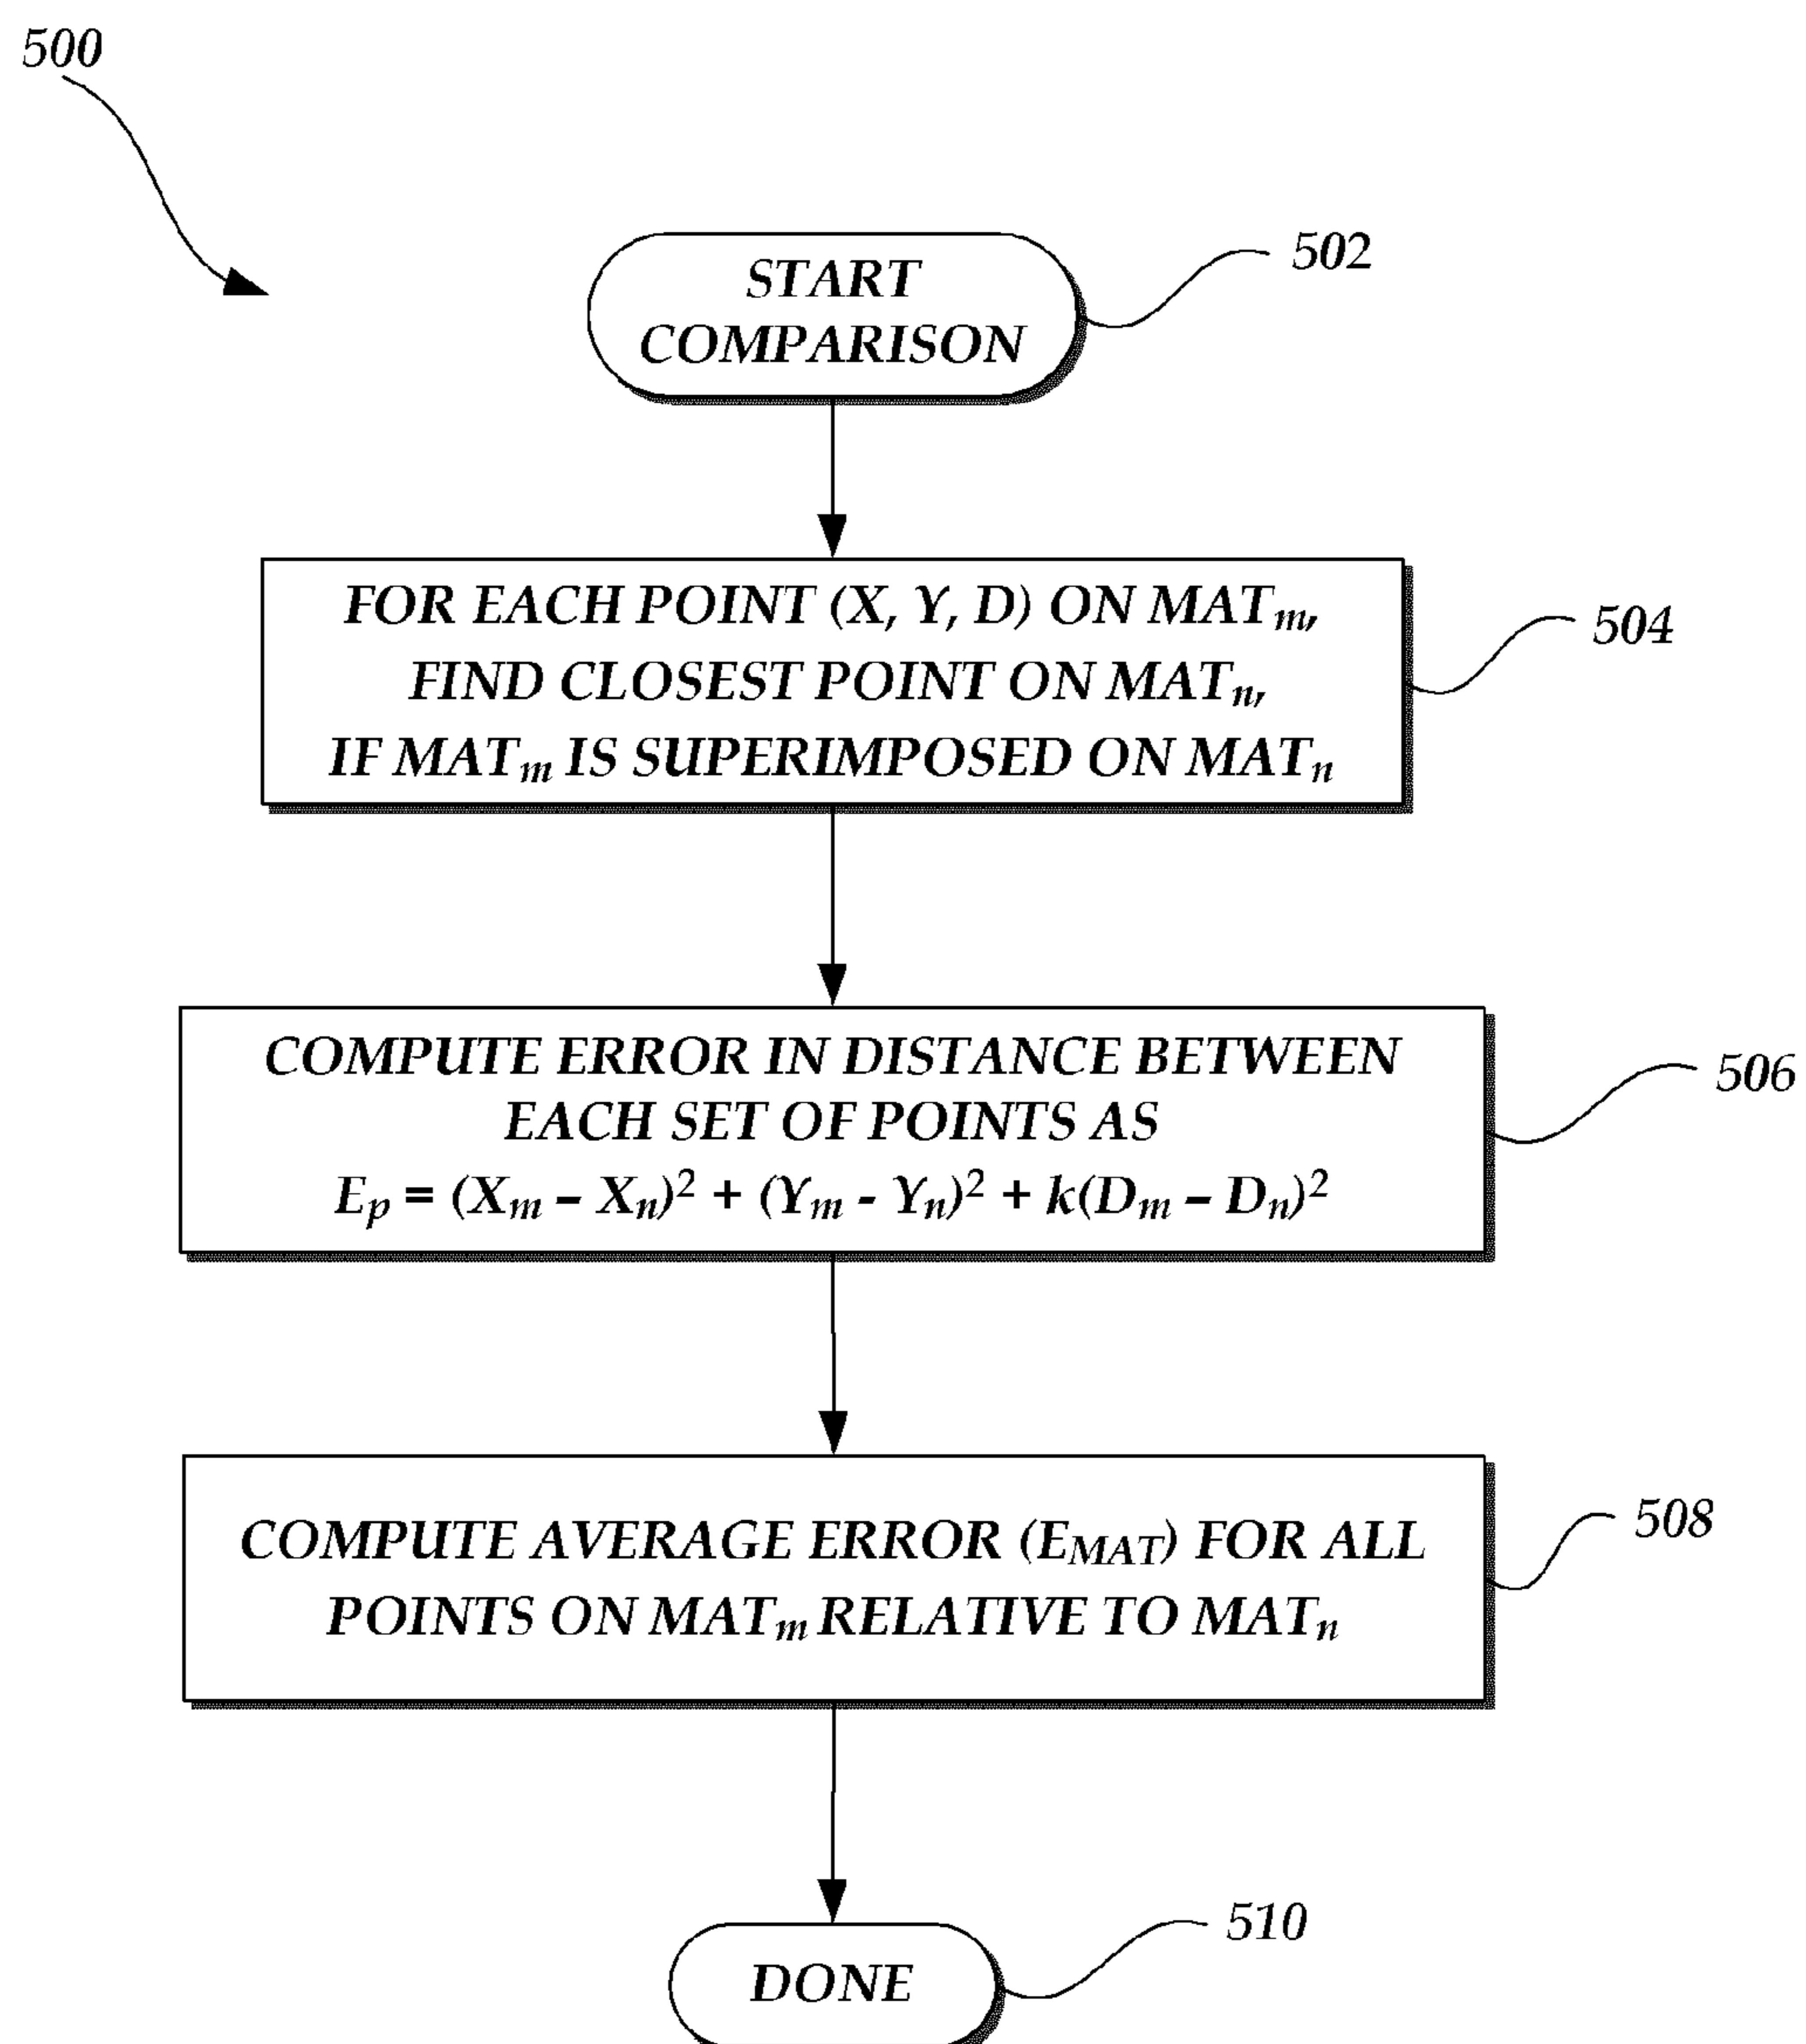 500
START
COMPARISON
502
FOR EACH POINT (X, Y, D) ON MATm,
FIND CLOSEST POINT ON MATn,
IF MATm IS SUPERIMPOSED ON MATn
504
COMPUTE ERROR IN DISTANCE BETWEEN
EACH SET OF POINTS AS
Ep = (Xm – Xn)² + (Ym - Yn)² + k(Dm – Dn)²
506
COMPUTE AVERAGE ERROR (EMAT) FOR ALL
POINTS ON MATm RELATIVE TO MATn
508
DONE
510